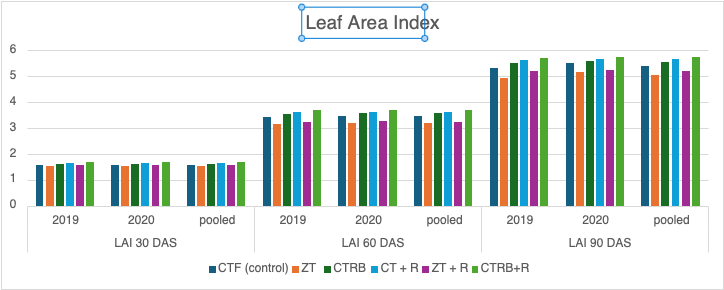 Leaf Area Index
6
5
4
3
2
1
0
2019 2020 pooled 2019 2020 pooled 2019 2020 pooled
LAI 30 DAS LAI 60 DAS LAI 90 DAS
CTF (control) ZT CTRB CT + R ZT + R CTRB+R